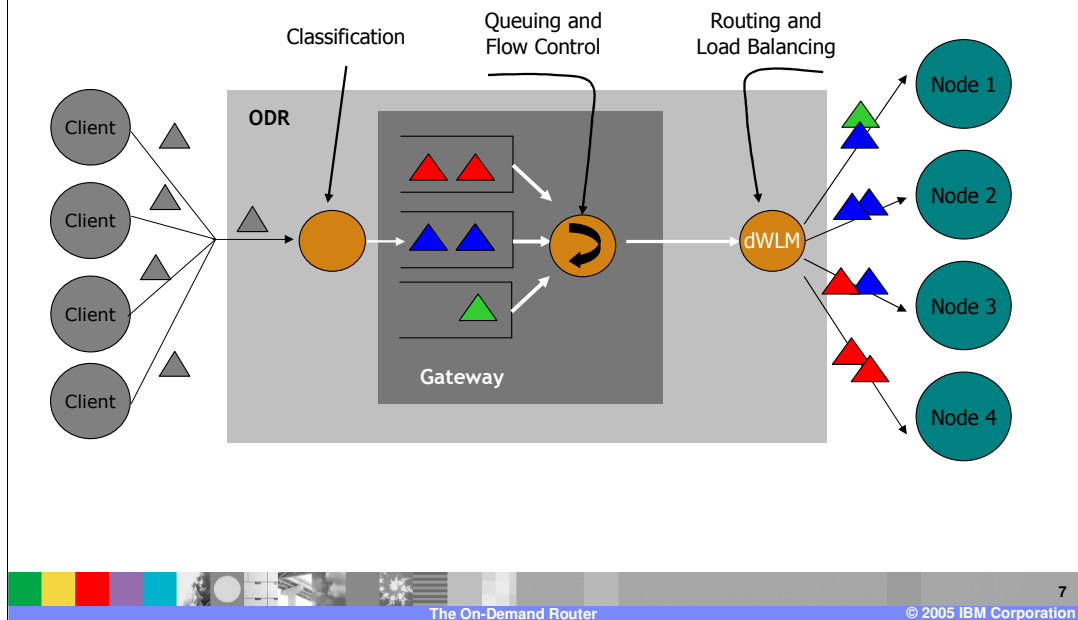 Classification
Queuing and
Flow Control
Routing and
Load Balancing
ODR
Client
Client
Client
Client
Gateway
dWLM
Node 1
Node 2
Node 3
Node 4
7
The On-Demand Router
© 2005 IBM Corporation